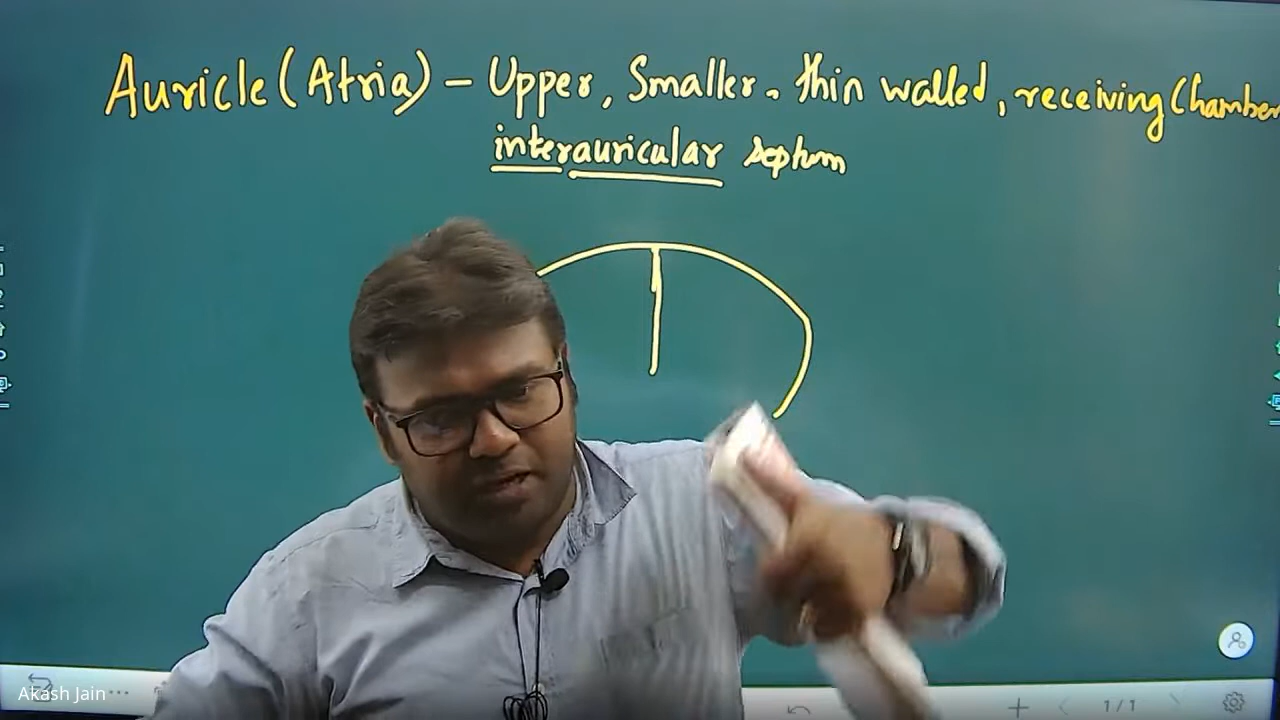 Auricle (Atria) - Upper, Smaller, thin walled, receiving Chamber
interauricular septum
Akash Jain
1/1